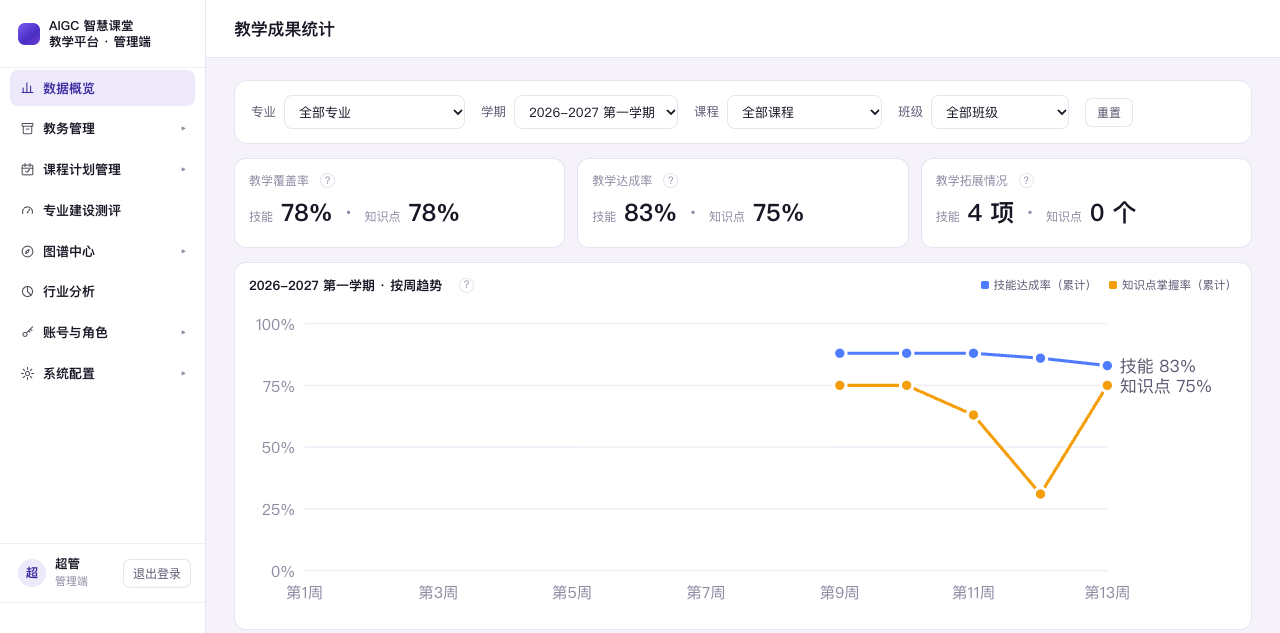 AIGC 智慧课堂
教学平台 · 管理端
数据概览
教务管理
课程计划管理
专业建设测评
图谱中心
行业分析
账号与角色
系统配置
超
超管
管理端
退出登录
教学成果统计
专业 全部专业 学期 2026–2027 第一学期 课程 全部课程 班级 全部班级 重置
教学覆盖率 ?
技能 78% · 知识点 78%
教学达成率 ?
技能 83% · 知识点 75%
教学拓展情况 ?
技能 4 项 · 知识点 0 个
2026–2027 第一学期 · 按周趋势 ?
技能达成率（累计） 知识点掌握率（累计）
100%
75%
50%
25%
0%
技能 83%
知识点 75%
第1周 第3周 第5周 第7周 第9周 第11周 第13周